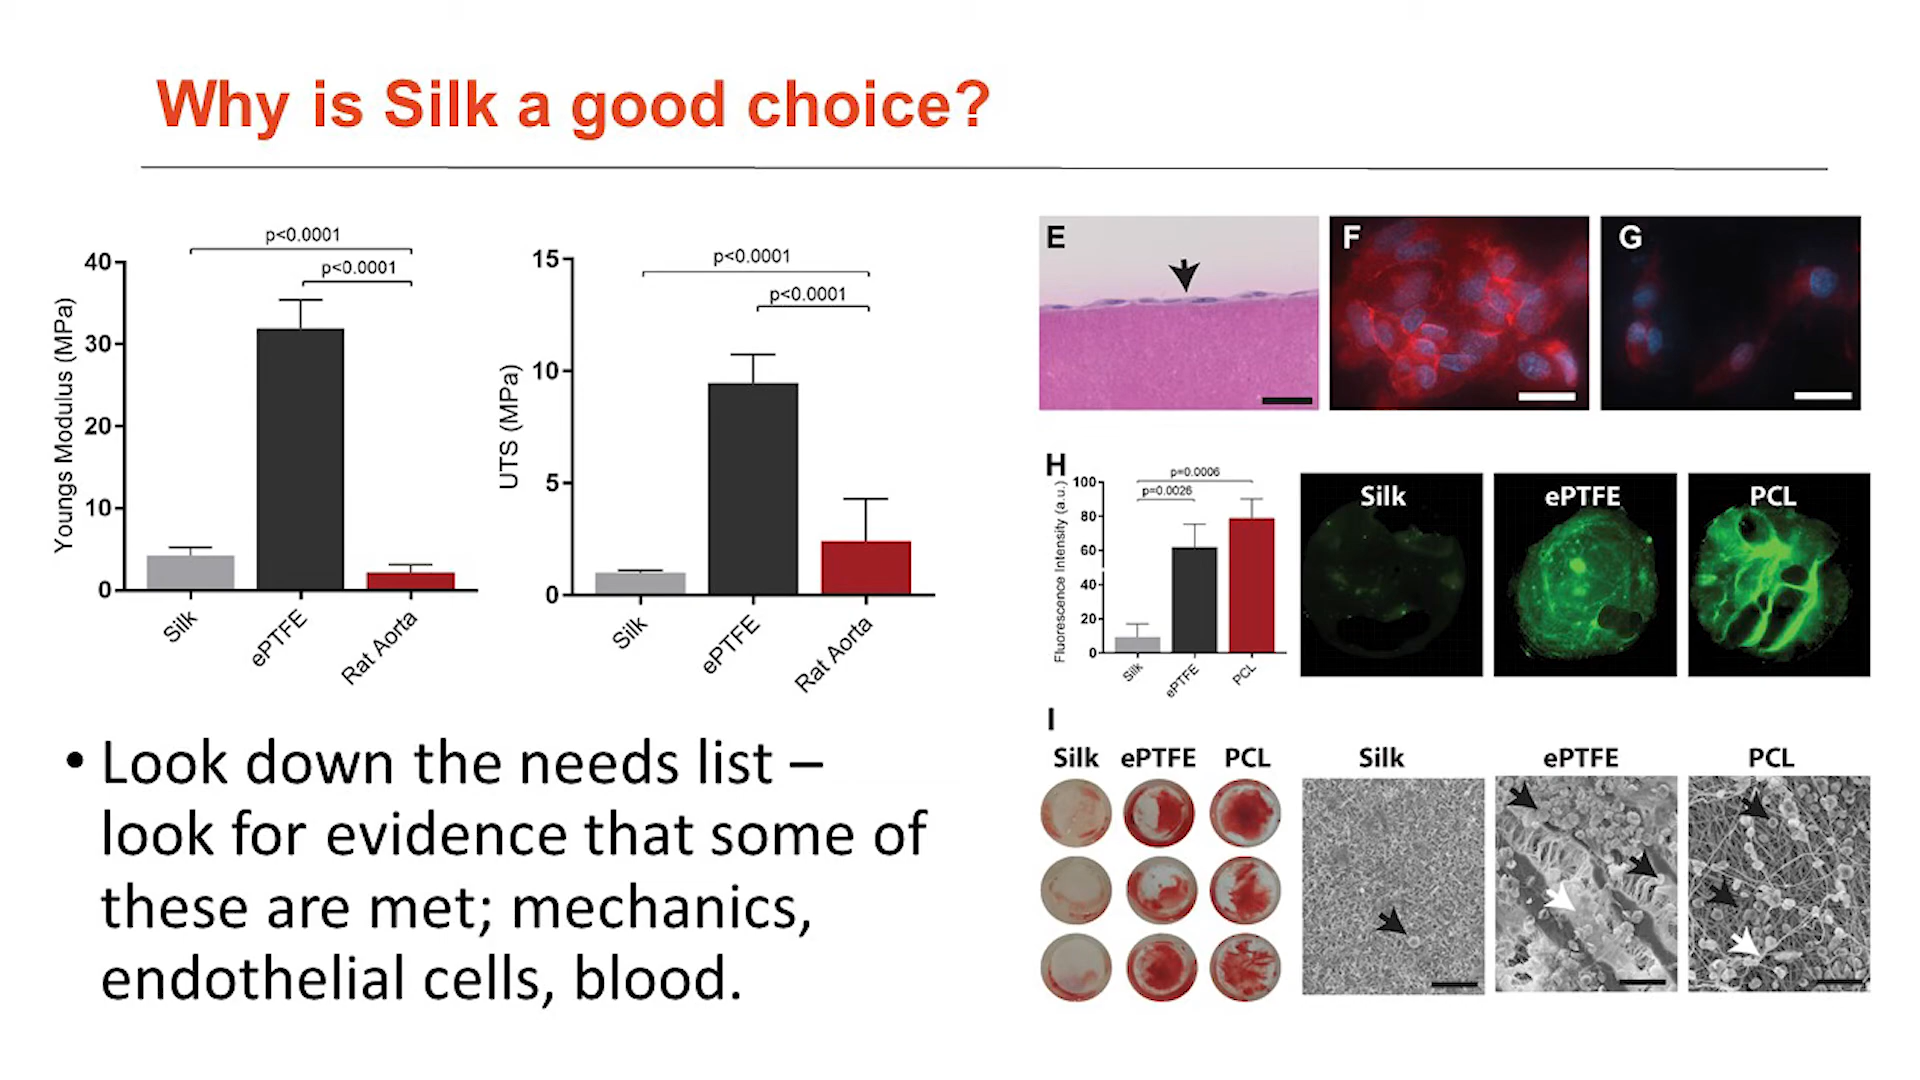 Why is Silk a good choice?
p<0.0001
p<0.0001
40
30
20
10
0
Youngs Modulus (MPa)
Silk
ePTFE
Rat Aorta
p<0.0001
p<0.0001
15
10
5
0
UTS (MPa)
Silk
ePTFE
Rat Aorta
• Look down the needs list –
look for evidence that some of
these are met; mechanics,
endothelial cells, blood.
E
F
G
H
p=0.0006
p=0.0026
100
80
60
40
20
0
Fluorescence Intensity (a.u.)
Silk
ePTFE
PCL
Silk
ePTFE
PCL
I
Silk ePTFE PCL
Silk
ePTFE
PCL